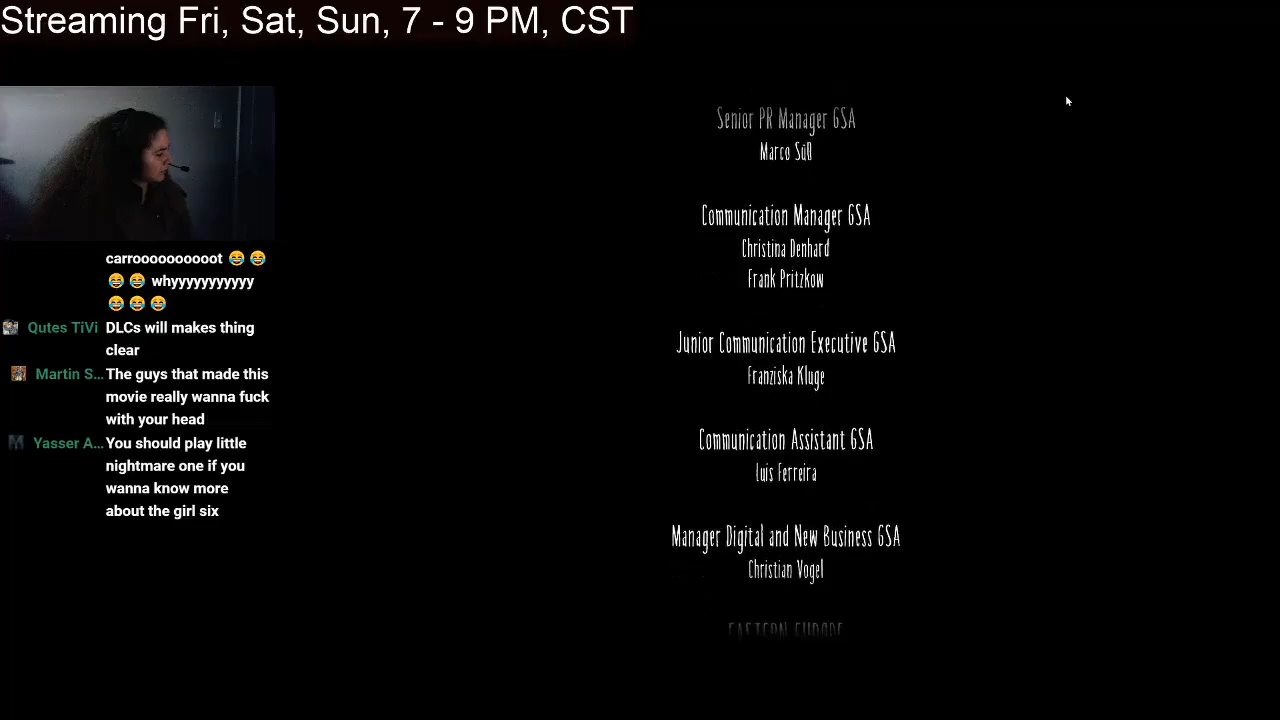 Streaming Fri, Sat, Sun, 7 - 9 PM, CST
carroooooooooot 😂 😂
😂 😂 whyyyyyyyyyyy
😂 😂 😂
Qutes TiVi DLCs will makes thing
clear
Martin S... The guys that made this
movie really wanna fuck
with your head
Yasser A... You should play little
nightmare one if you
wanna know more
about the girl six
Senior PR Manager GSA
Marco Süß
Communication Manager GSA
Christina Denhard
Frank Pritzkow
Junior Communication Executive GSA
Franziska Kluge
Communication Assistant GSA
Luis Ferreira
Manager Digital and New Business GSA
Christian Vogel
EASTERN EUROPE